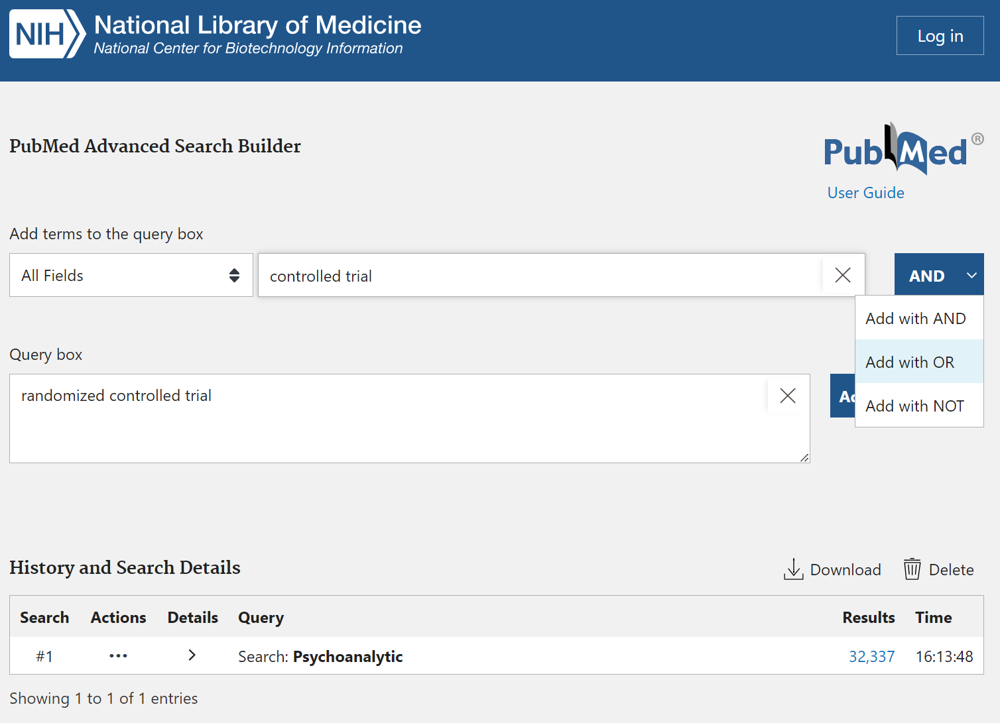 NIH National Library of Medicine
National Center for Biotechnology Information
Log in
PubMed Advanced Search Builder
PubMed ®
User Guide
Add terms to the query box
All Fields
controlled trial
AND
Add with AND
Add with OR
Add with NOT
Query box
randomized controlled trial
History and Search Details
Download
Delete
Search Actions Details Query Results Time
#1 ··· Search: Psychoanalytic 32,337 16:13:48
Showing 1 to 1 of 1 entries